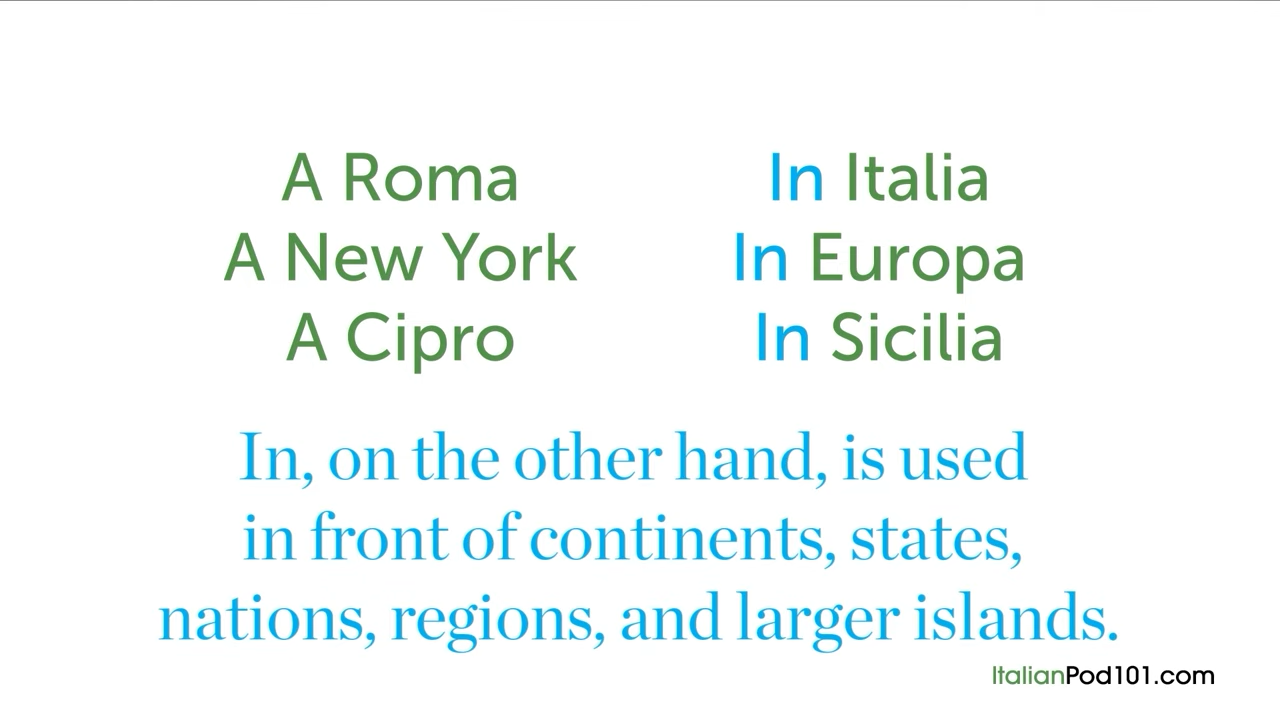 A Roma
A New York
A Cipro
In Italia
In Europa
In Sicilia
In, on the other hand, is used
in front of continents, states,
nations, regions, and larger islands.
ItalianPod101.com